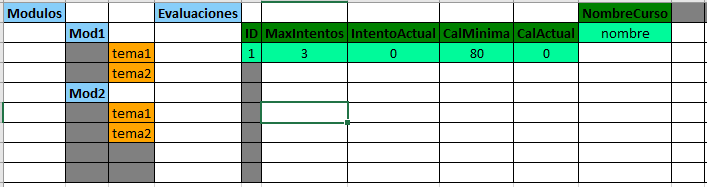 Modulos Evaluaciones NombreCurso
Mod1 ID MaxIntentos IntentoActual CalMinima CalActual nombre
tema1 1 3 0 80 0
tema2
Mod2
tema1
tema2